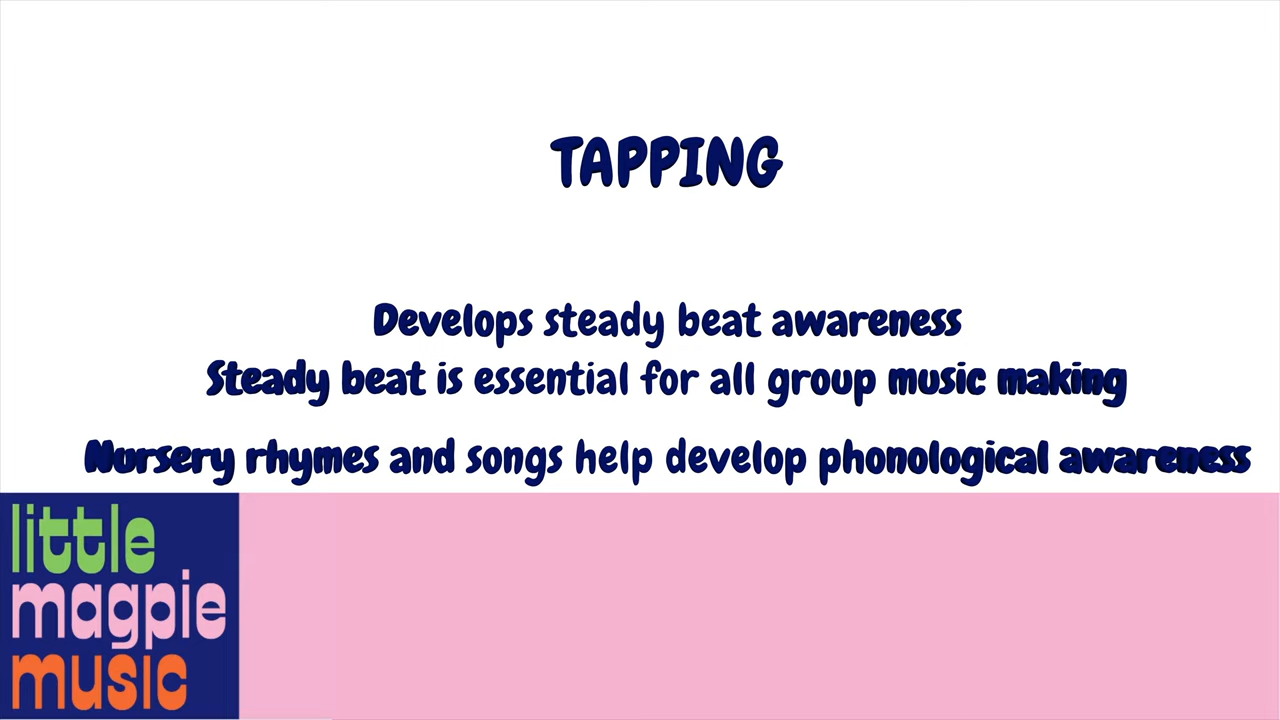 TAPPING
Develops steady beat awareness
Steady beat is essential for all group music making
Nursery rhymes and songs help develop phonological awareness
little
magpie
music